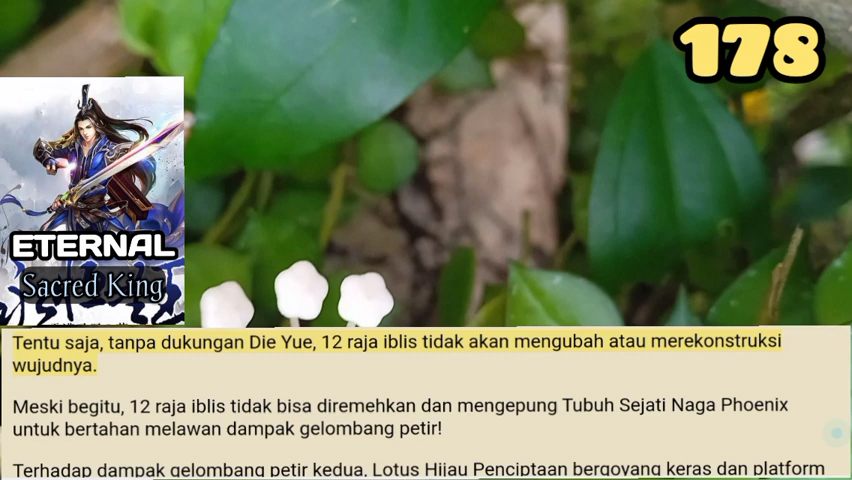 178
ETERNAL
Sacred King
Tentu saja, tanpa dukungan Die Yue, 12 raja iblis tidak akan mengubah atau merekonstruksi
wujudnya.
Meski begitu, 12 raja iblis tidak bisa diremehkan dan mengepung Tubuh Sejati Naga Phoenix
untuk bertahan melawan dampak gelombang petir!
Terhadap dampak gelombang petir kedua, Lotus Hijau Penciptaan bergoyang keras dan platform